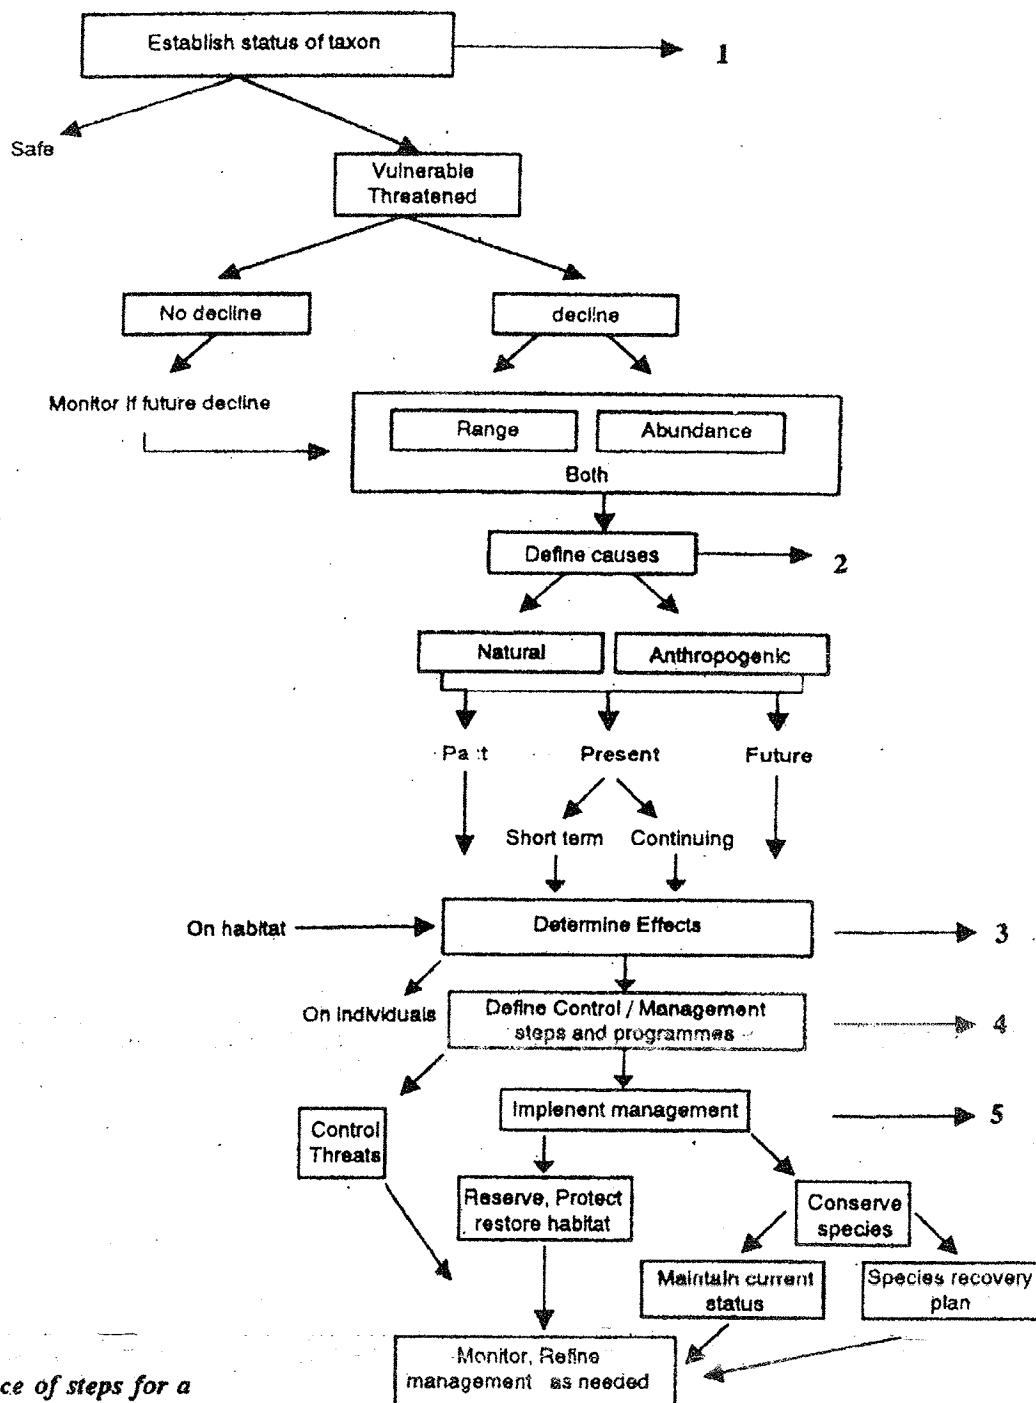 Establish status of taxon
1
Safe
Vulnerable
Threatened
No decline
decline
Monitor if future decline
Range
Abundance
Both
Define causes
2
Natural
Anthropogenic
Present
Future
Short term
Continuing
On habitat
Determine Effects
3
On individuals
Define Control / Management
steps and programmes
4
Implenent management
5
Control
Threats
Reserve, Protect
restore habitat
Conserve
species
Maintain current
status
Species recovery
plan
Monitor, Refine
management as needed
of steps for a